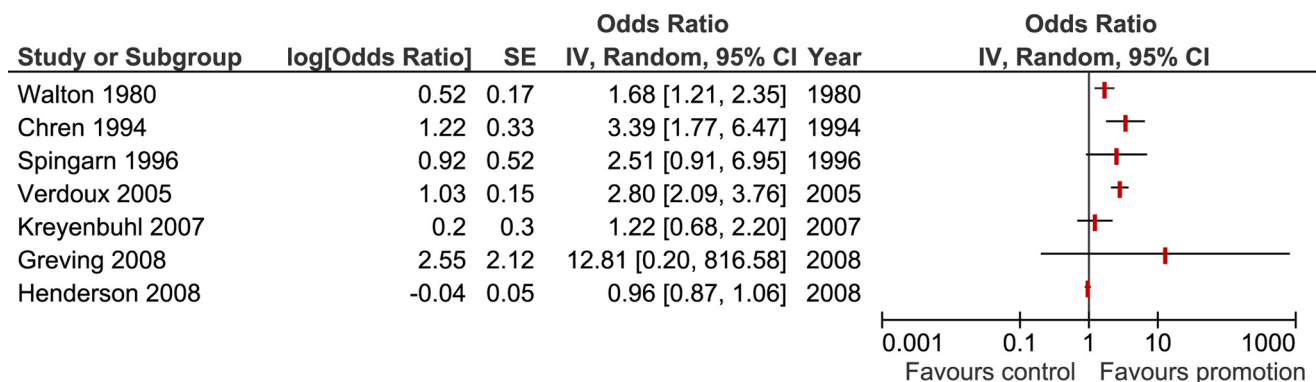 Odds Ratio Odds Ratio
Study or Subgroup log[Odds Ratio] SE IV, Random, 95% CI Year IV, Random, 95% CI
Walton 1980 0.52 0.17 1.68 [1.21, 2.35] 1980
Chren 1994 1.22 0.33 3.39 [1.77, 6.47] 1994
Spingarn 1996 0.92 0.52 2.51 [0.91, 6.95] 1996
Verdoux 2005 1.03 0.15 2.80 [2.09, 3.76] 2005
Kreyenbuhl 2007 0.2 0.3 1.22 [0.68, 2.20] 2007
Greving 2008 2.55 2.12 12.81 [0.20, 816.58] 2008
Henderson 2008 -0.04 0.05 0.96 [0.87, 1.06] 2008
0.001 0.1 1 10 1000
Favours control Favours promotion